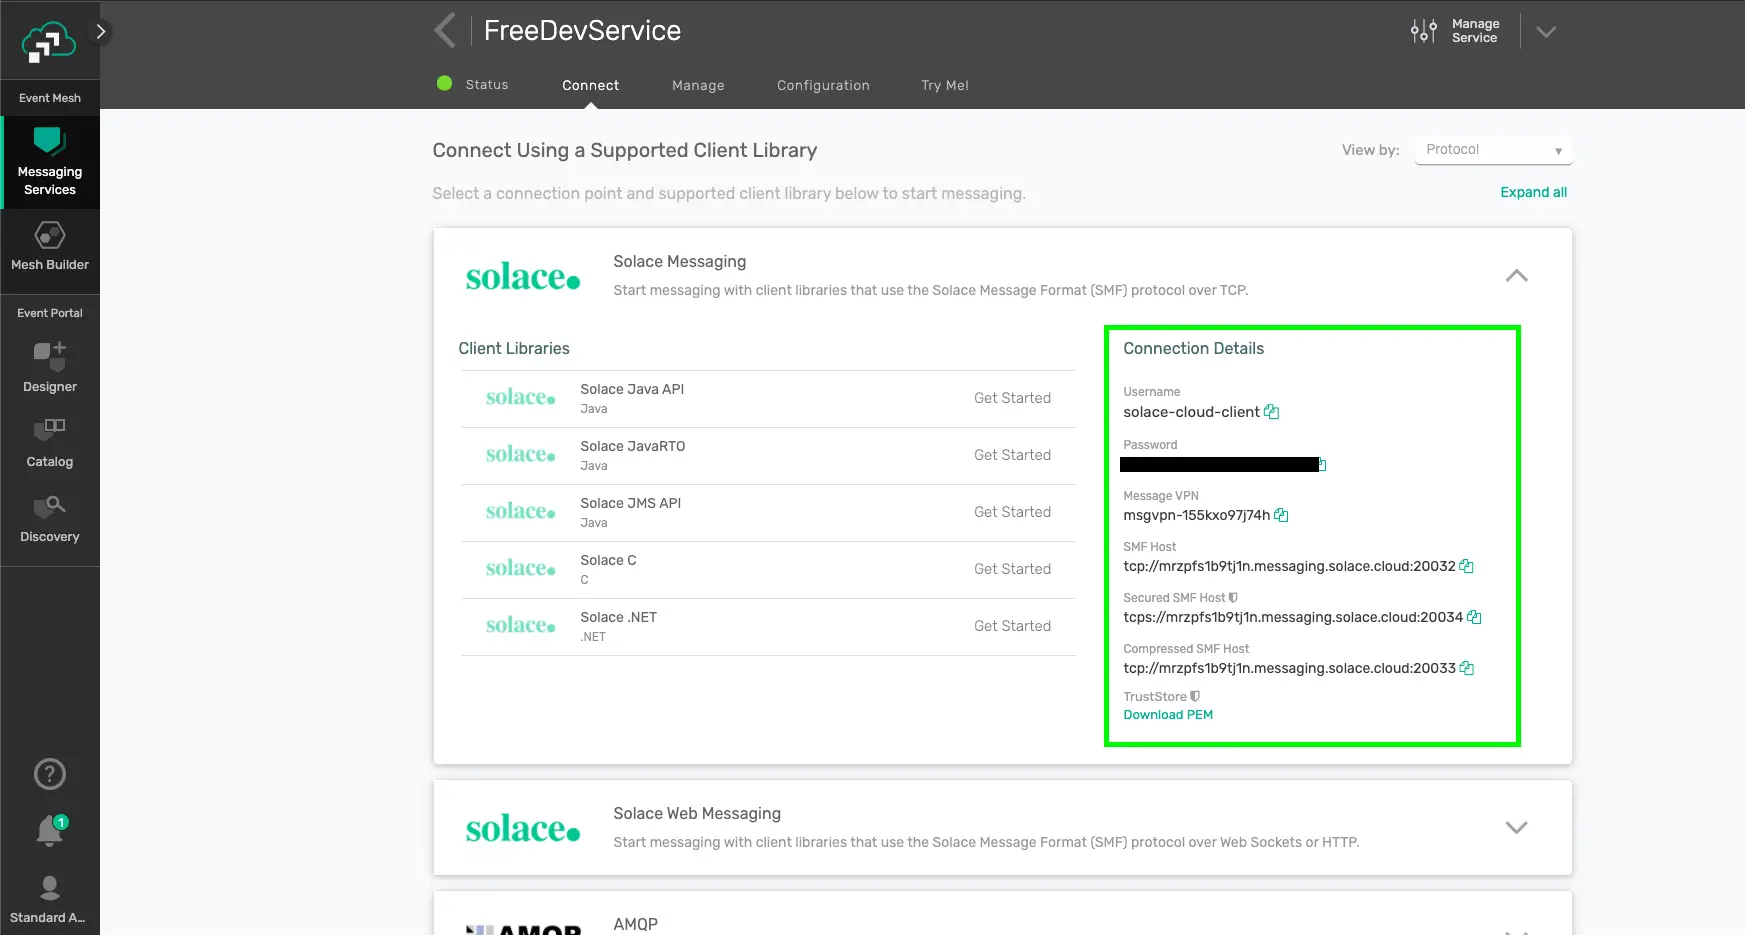 FreeDevService
Manage
Service
Status
Connect
Manage
Configuration
Try Me!
Event Mesh
Messaging
Services
Mesh Builder
Event Portal
Designer
Catalog
Discovery
1
Standard A...
Connect Using a Supported Client Library
View by:
Protocol
Select a connection point and supported client library below to start messaging.
Expand all
solace
Solace Messaging
Start messaging with client libraries that use the Solace Message Format (SMF) protocol over TCP.
Client Libraries
solace
Solace Java API
Java
Get Started
solace
Solace JavaRTO
Java
Get Started
solace
Solace JMS API
Java
Get Started
solace
Solace C
C
Get Started
solace
Solace .NET
.NET
Get Started
Connection Details
Username
solace-cloud-client
Password
Message VPN
msgvpn-155kxo97j74h
SMF Host
tcp://mrzpfs1b9tj1n.messaging.solace.cloud:20032
Secured SMF Host
tcps://mrzpfs1b9tj1n.messaging.solace.cloud:20034
Compressed SMF Host
tcp://mrzpfs1b9tj1n.messaging.solace.cloud:20033
TrustStore
Download PEM
solace
Solace Web Messaging
Start messaging with client libraries that use the Solace Message Format (SMF) protocol over Web Sockets or HTTP.
AMQP
AMQP